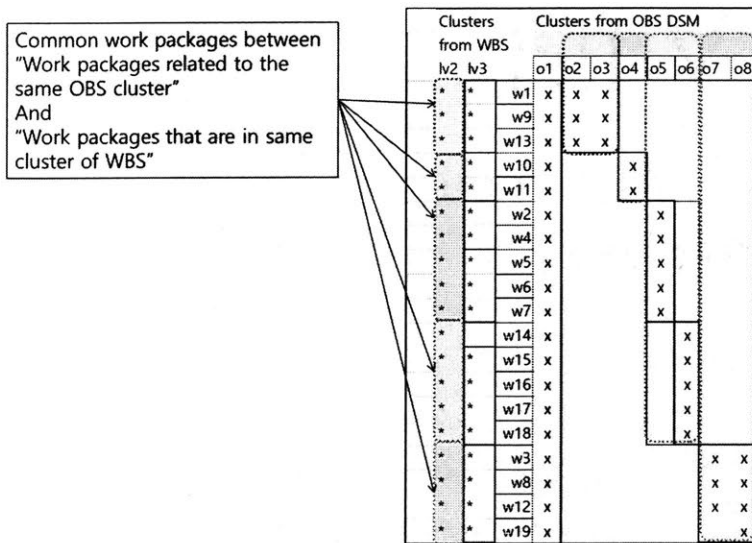 Common work packages between
"Work packages related to the
same OBS cluster"
And
"Work packages that are in same
cluster of WBS"
Clusters from WBS
Clusters from OBS DSM
lv2 lv3 o1 o2 o3 o4 o5 o6 o7 o8
* * w1 x x x
* * w9 x x x
* * w13 x x x
* * w10 x x
* * w11 x x
* * w2 x x
* * w4 x x
* * w5 x x
* * w6 x x
* * w7 x x
* w14 x x
* * w15 x x
* * w16 x x
* * w17 x x
* * w18 x x
* * w3 x x x
* * w8 x x x
* * w12 x x x
* * w19 x x